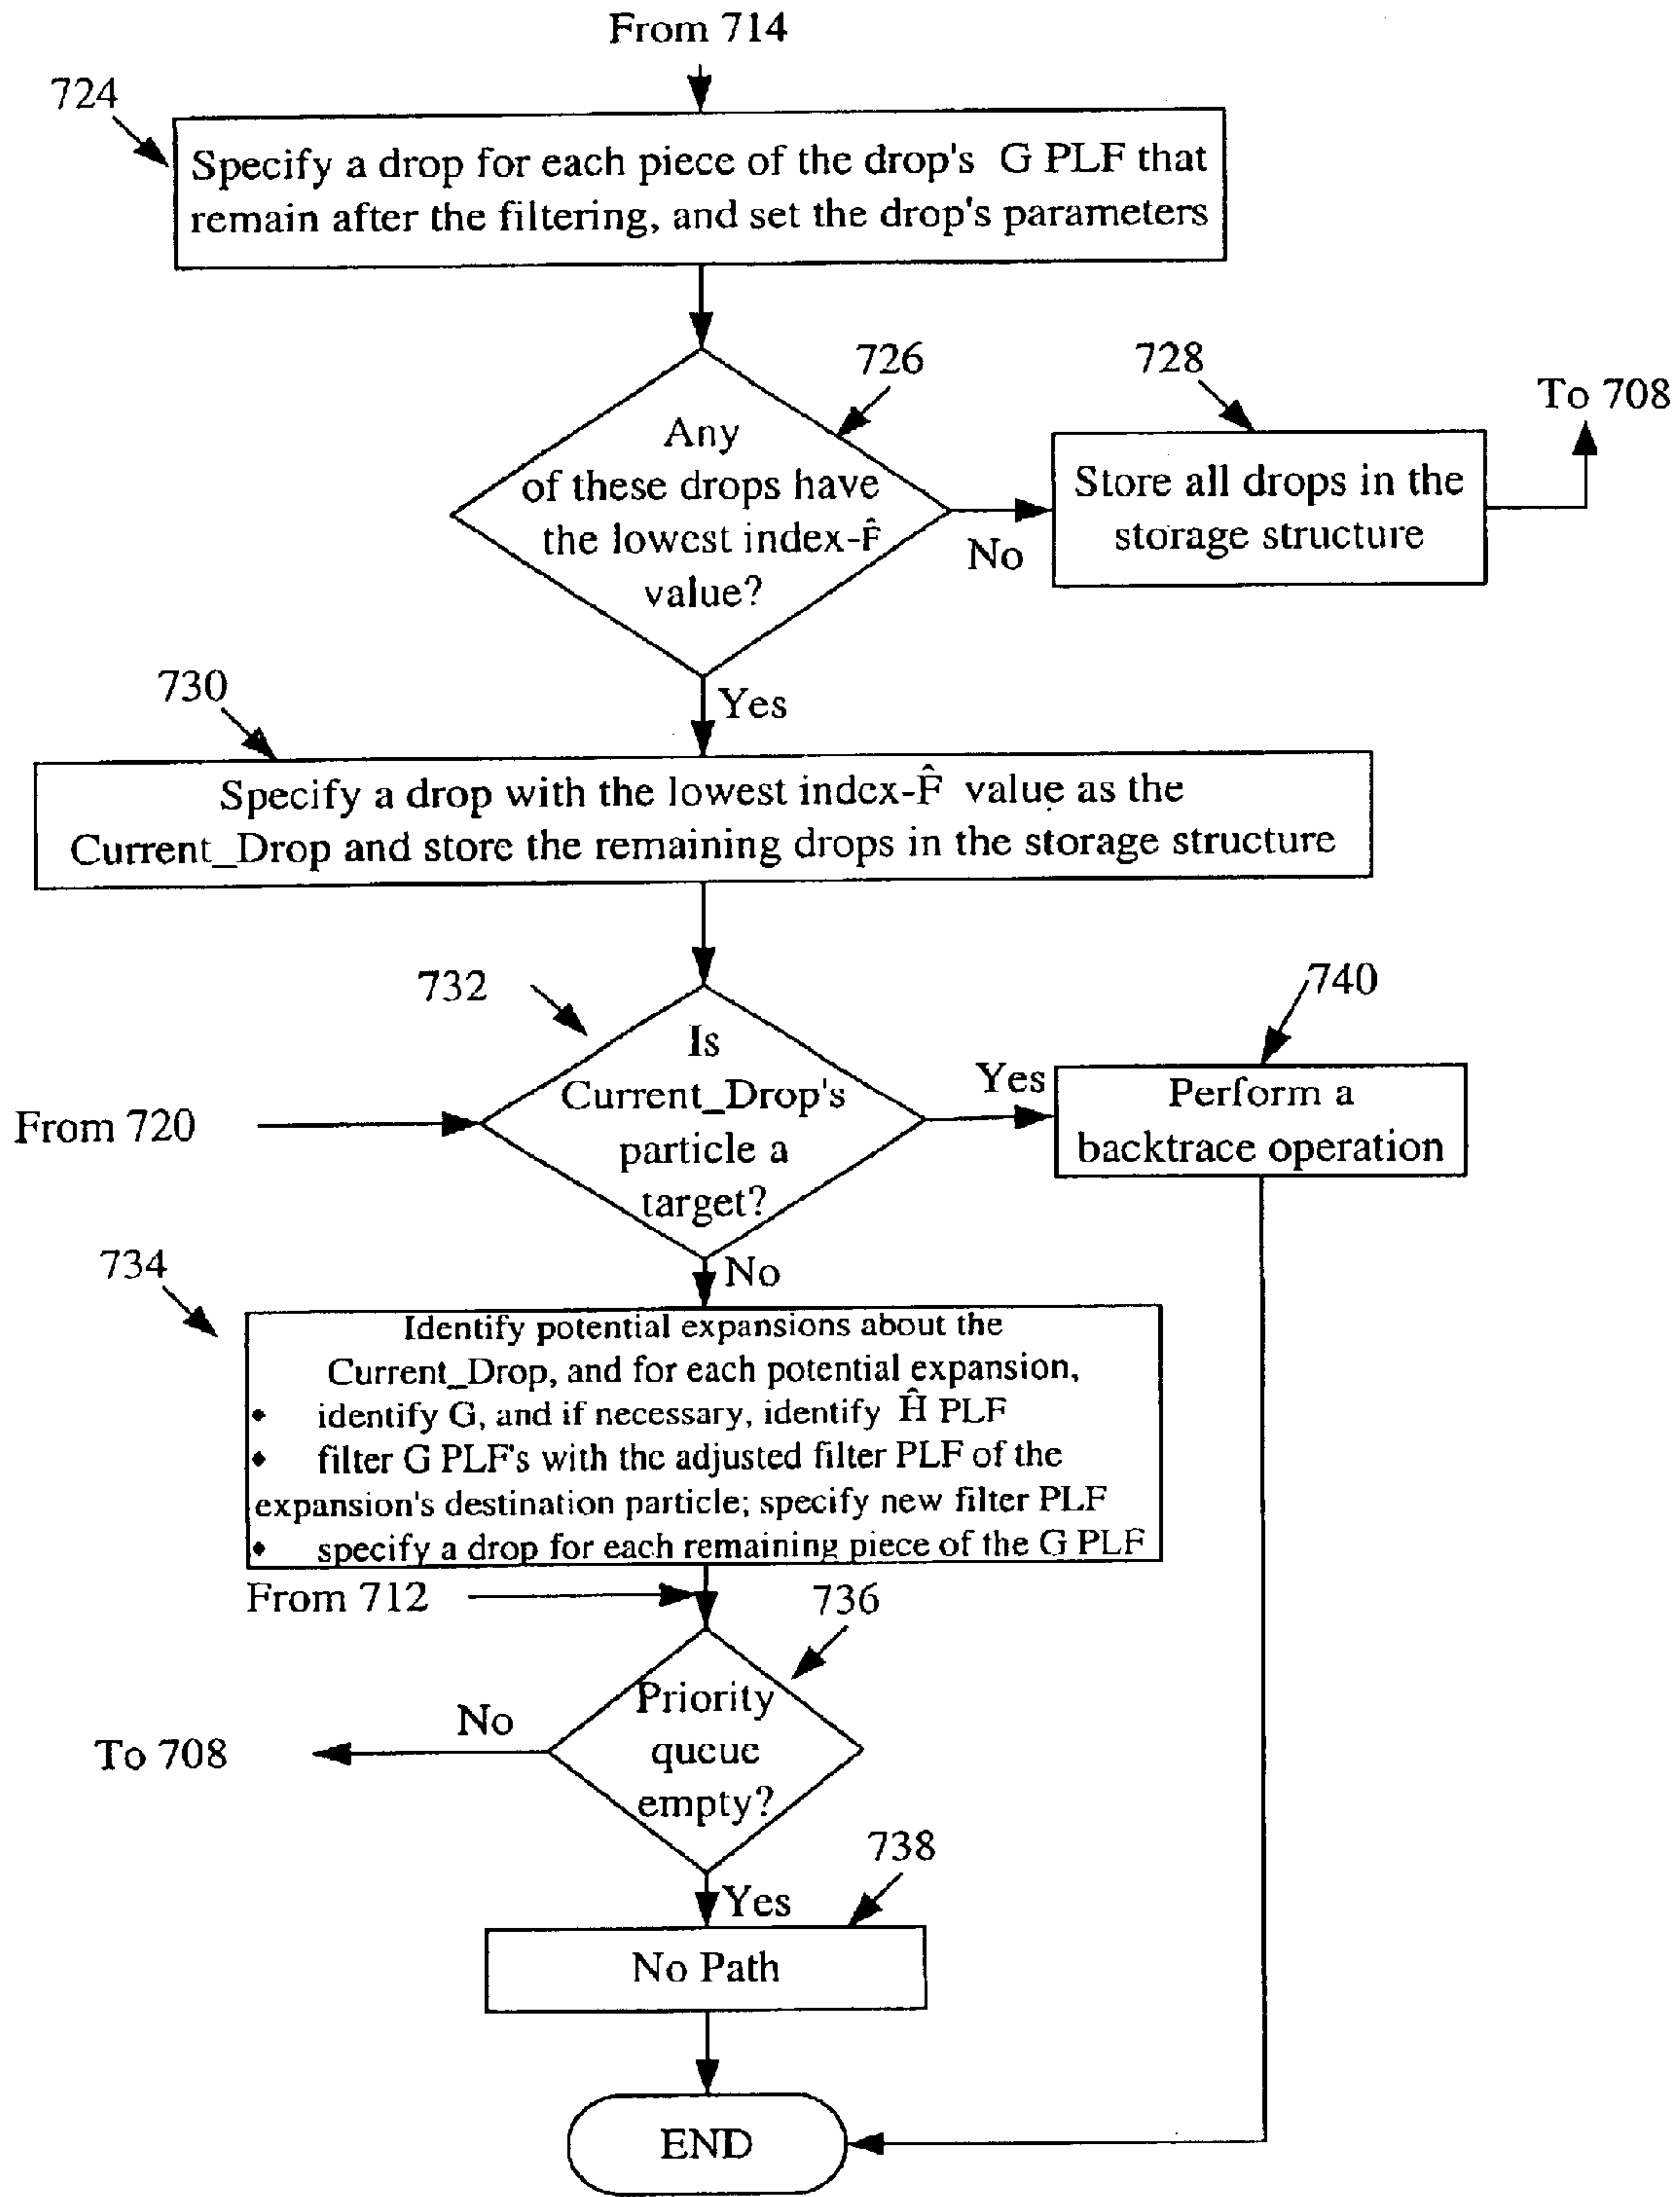 From 714
724
Specify a drop for each piece of the drop's G PLF that
remain after the filtering, and set the drop's parameters
726
728
To 708
Any
of these drops have
the lowest index-F̂
value?
No
Store all drops in the
storage structure
730
Yes
Specify a drop with the lowest index-F̂ value as the
Current_Drop and store the remaining drops in the storage structure
732
740
Is
Current_Drop's
particle a
target?
Yes
Perform a
backtrace operation
From 720
No
734
Identify potential expansions about the
Current_Drop, and for each potential expansion,
• identify G, and if necessary, identify Ĥ PLF
• filter G PLF's with the adjusted filter PLF of the
expansion's destination particle; specify new filter PLF
• specify a drop for each remaining piece of the G PLF
From 712
736
Priority
queue
empty?
No
To 708
738
Yes
No Path
END